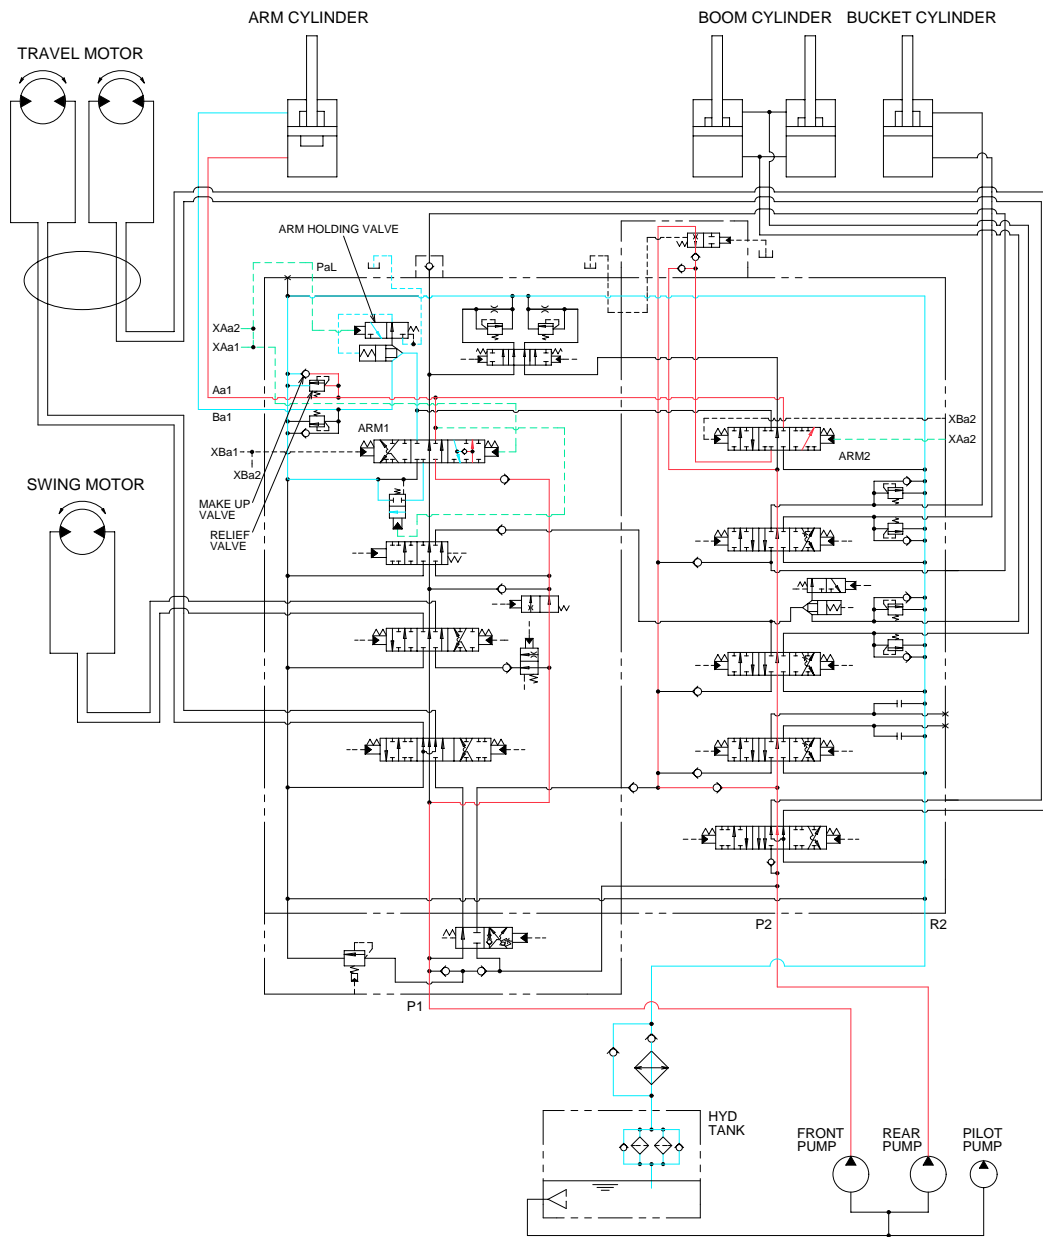 ARM CYLINDER
BOOM CYLINDER
BUCKET CYLINDER
TRAVEL MOTOR
ARM HOLDING VALVE
PaL
XAa2
XAa1
Aa1
Ba1
ARM1
XBa1
XBa2
XBa2
XAa2
ARM2
SWING MOTOR
MAKE UP
VALVE
RELIEF
VALVE
P2
R2
P1
HYD
TANK
FRONT
PUMP
REAR
PUMP
PILOT
PUMP